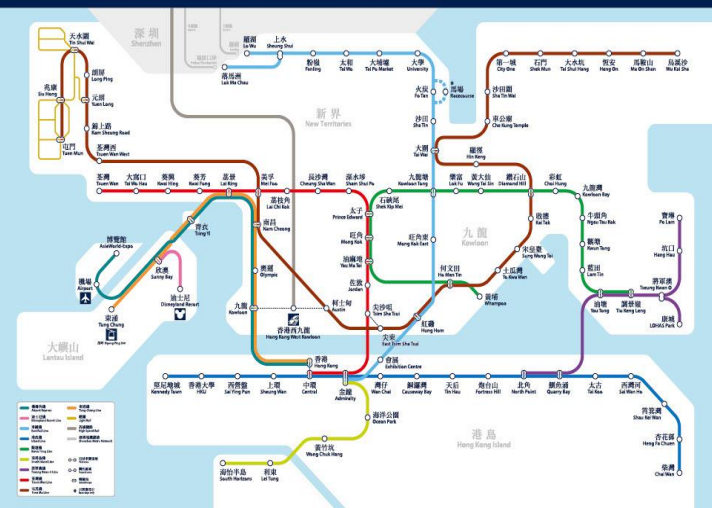 深圳
Shenzhen
羅湖
Lo Wu
上水
Sheung Shui
落馬洲
Lok Ma Chau
粉嶺
Fanling
太和
Tai Wo
大埔墟
Tai Po Market
大學
University
火炭
Fo Tan
馬場
Racecourse
沙田
Sha Tin
大圍
Tai Wai
第一城
City One
石門
Shek Mun
大水坑
Tai Shui Hang
恆安
Heng On
馬鞍山
Ma On Shan
烏溪沙
Wu Kai Sha
沙田圍
Sha Tin Wai
車公廟
Che Kung Temple
顯徑
Hin Keng
新界
New Territories
天水圍
Tin Shui Wai
朗屏
Long Ping
兆康
Siu Hong
元朗
Yuen Long
錦上路
Kam Sheung Road
屯門
Tuen Mun
荃灣西
Tsuen Wan West
荃灣
Tsuen Wan
大窩口
Tai Wo Hau
葵興
Kwai Hing
葵芳
Kwai Fong
荔景
Lai King
美孚
Mei Foo
荔枝角
Lai Chi Kok
長沙灣
Cheung Sha Wan
深水埗
Sham Shui Po
九龍塘
Kowloon Tong
樂富
Lok Fu
黃大仙
Wong Tai Sin
鑽石山
Diamond Hill
彩虹
Choi Hung
九龍灣
Kowloon Bay
石硤尾
Shek Kip Mei
太子
Prince Edward
旺角
Mong Kok
旺角東
Mong Kok East
油麻地
Yau Ma Tei
佐敦
Jordan
尖沙咀
Tsim Sha Tsui
尖東
East Tsim Sha Tsui
九龍
Kowloon
啟德
Kai Tak
宋皇臺
Sung Wong Toi
土瓜灣
To Kwa Wan
何文田
Ho Man Tin
黃埔
Whampoa
紅磡
Hung Hom
牛頭角
Ngau Tau Kok
觀塘
Kwun Tong
藍田
Lam Tin
油塘
Yau Tong
調景嶺
Tiu Keng Leng
將軍澳
Tseung Kwan O
寶琳
Po Lam
坑口
Hang Hau
康城
LOHAS Park
青衣
Tsing Yi
南昌
Nam Cheong
奧運
Olympic
九龍
Kowloon
柯士甸
Austin
香港西九龍
Hong Kong West Kowloon
博覽館
AsiaWorld-Expo
機場
Airport
欣澳
Sunny Bay
迪士尼
Disneyland Resort
東涌
Tung Chung
大嶼山
Lantau Island
香港
Hong Kong
會展
Exhibition Centre
堅尼地城
Kennedy Town
香港大學
HKU
西營盤
Sai Ying Pun
上環
Sheung Wan
中環
Central
金鐘
Admiralty
灣仔
Wan Chai
銅鑼灣
Causeway Bay
天后
Tin Hau
炮台山
Fortress Hill
北角
North Point
鰂魚涌
Quarry Bay
太古
Tai Koo
西灣河
Sai Wan Ho
筲箕灣
Shau Kei Wan
杏花邨
Heng Fa Chuen
柴灣
Chai Wan
港島
Hong Kong Island
海洋公園
Ocean Park
黃竹坑
Wong Chuk Hang
利東
Lei Tung
海怡半島
South Horizons